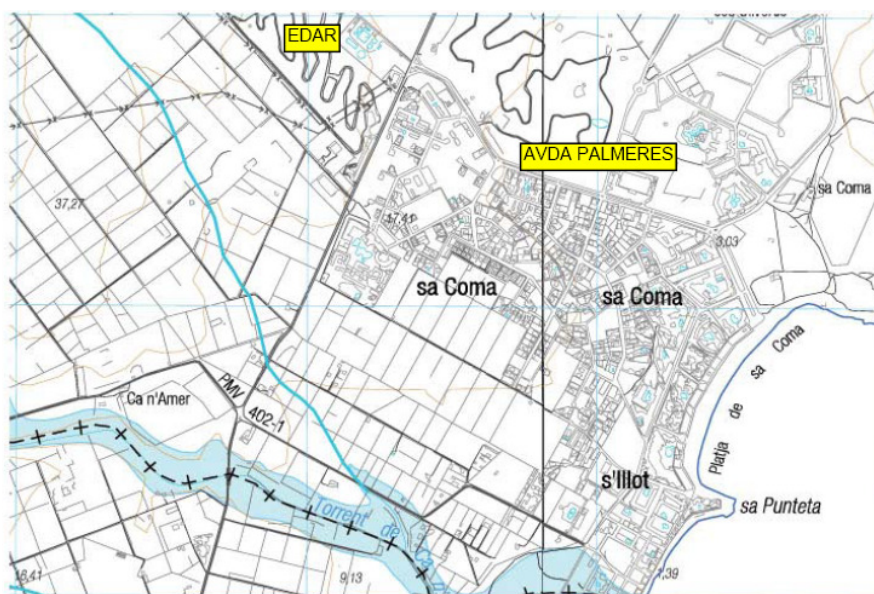 EDAR
AVDA PALMERES
sa Coma
37,27
17,41
3,03
sa Coma
sa Coma
Platja de sa Coma
Ca n'Amer
PMV 402-1
s'Illot
sa Punteta
Torrent de
16,41
9,13
1,39